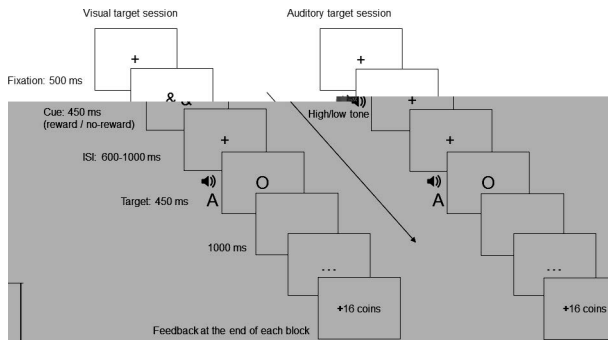 Visual target session
Auditory target session
+
+
Fixation: 500 ms
&
+
Cue: 450 ms
(reward / no-reward)
High/low tone
+
+
ISI: 600-1000 ms
O
O
Target: 450 ms
A
A
1000 ms
...
...
+16 coins
+16 coins
Feedback at the end of each block